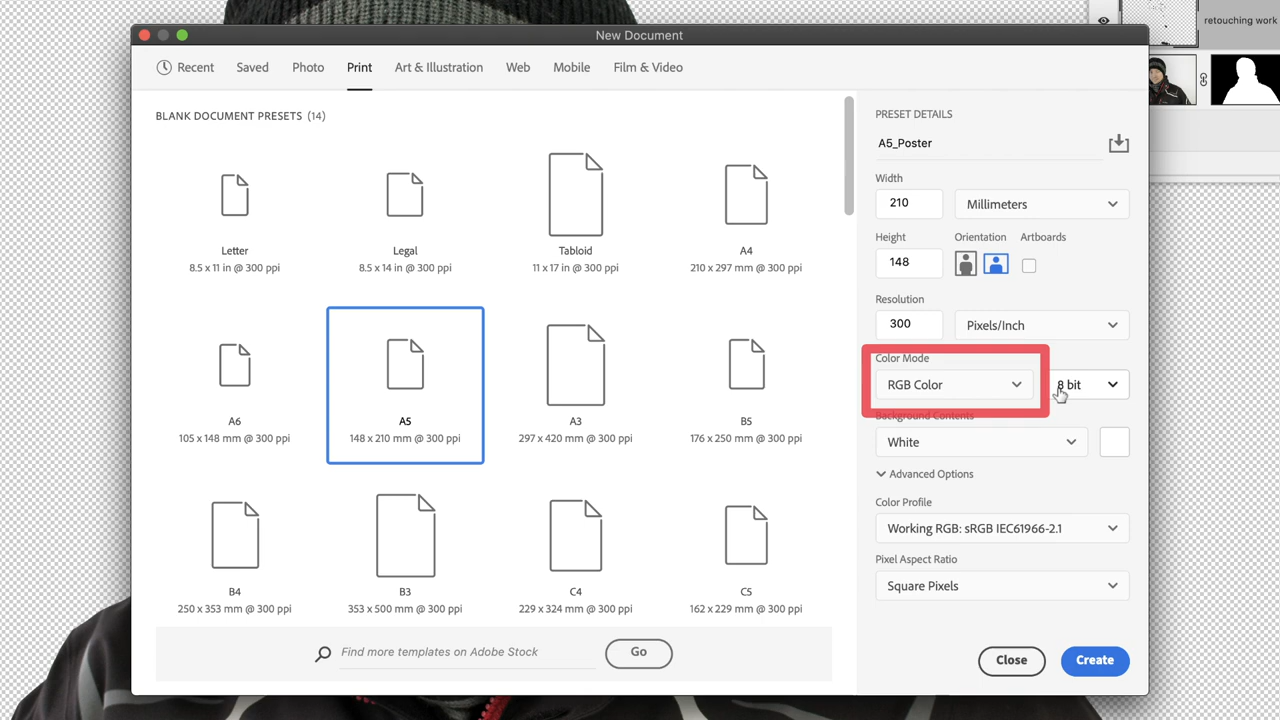 retouching work
New Document
Recent Saved Photo Print Art & Illustration Web Mobile Film & Video
BLANK DOCUMENT PRESETS (14)
Letter
8.5 x 11 in @ 300 ppi
Legal
8.5 x 14 in @ 300 ppi
Tabloid
11 x 17 in @ 300 ppi
A4
210 x 297 mm @ 300 ppi
A6
105 x 148 mm @ 300 ppi
A5
148 x 210 mm @ 300 ppi
A3
297 x 420 mm @ 300 ppi
B5
176 x 250 mm @ 300 ppi
B4
250 x 353 mm @ 300 ppi
B3
353 x 500 mm @ 300 ppi
C4
229 x 324 mm @ 300 ppi
C5
162 x 229 mm @ 300 ppi
Find more templates on Adobe Stock
Go
PRESET DETAILS
A5_Poster
Width
210 Millimeters
Height Orientation Artboards
148
Resolution
300 Pixels/Inch
Color Mode
RGB Color 8 bit
Background Contents
White
Advanced Options
Color Profile
Working RGB: sRGB IEC61966-2.1
Pixel Aspect Ratio
Square Pixels
Close Create